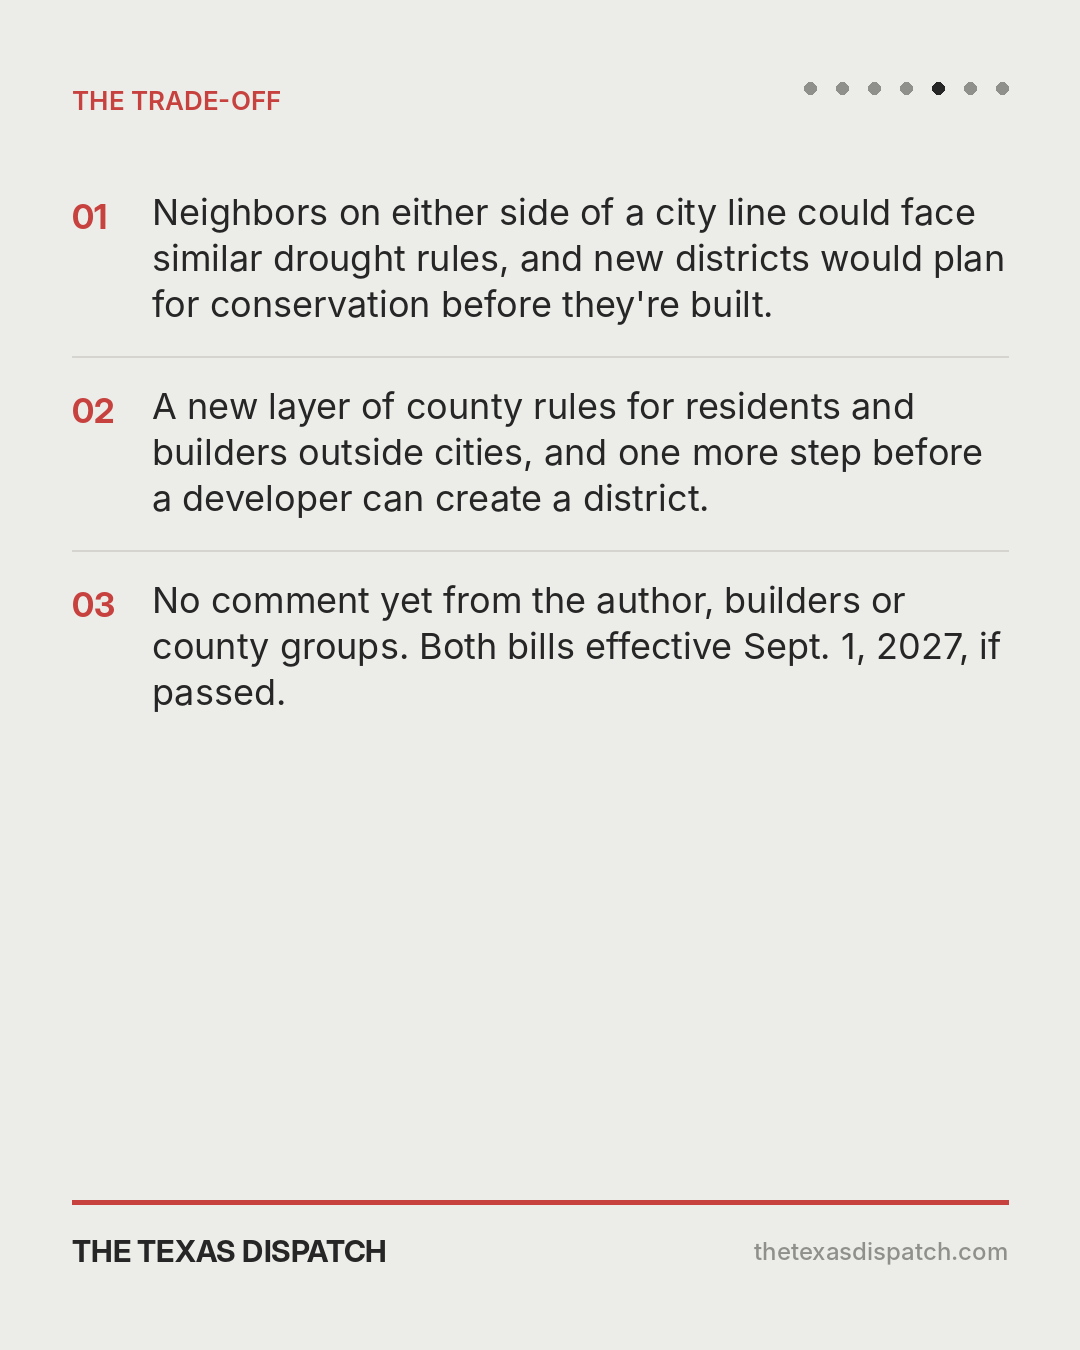 THE TRADE-OFF
01
Neighbors on either side of a city line could face
similar drought rules, and new districts would plan
for conservation before they're built.
02
A new layer of county rules for residents and
builders outside cities, and one more step before
a developer can create a district.
03
No comment yet from the author, builders or
county groups. Both bills effective Sept. 1, 2027, if
passed.
THE TEXAS DISPATCH
thetexasdispatch.com